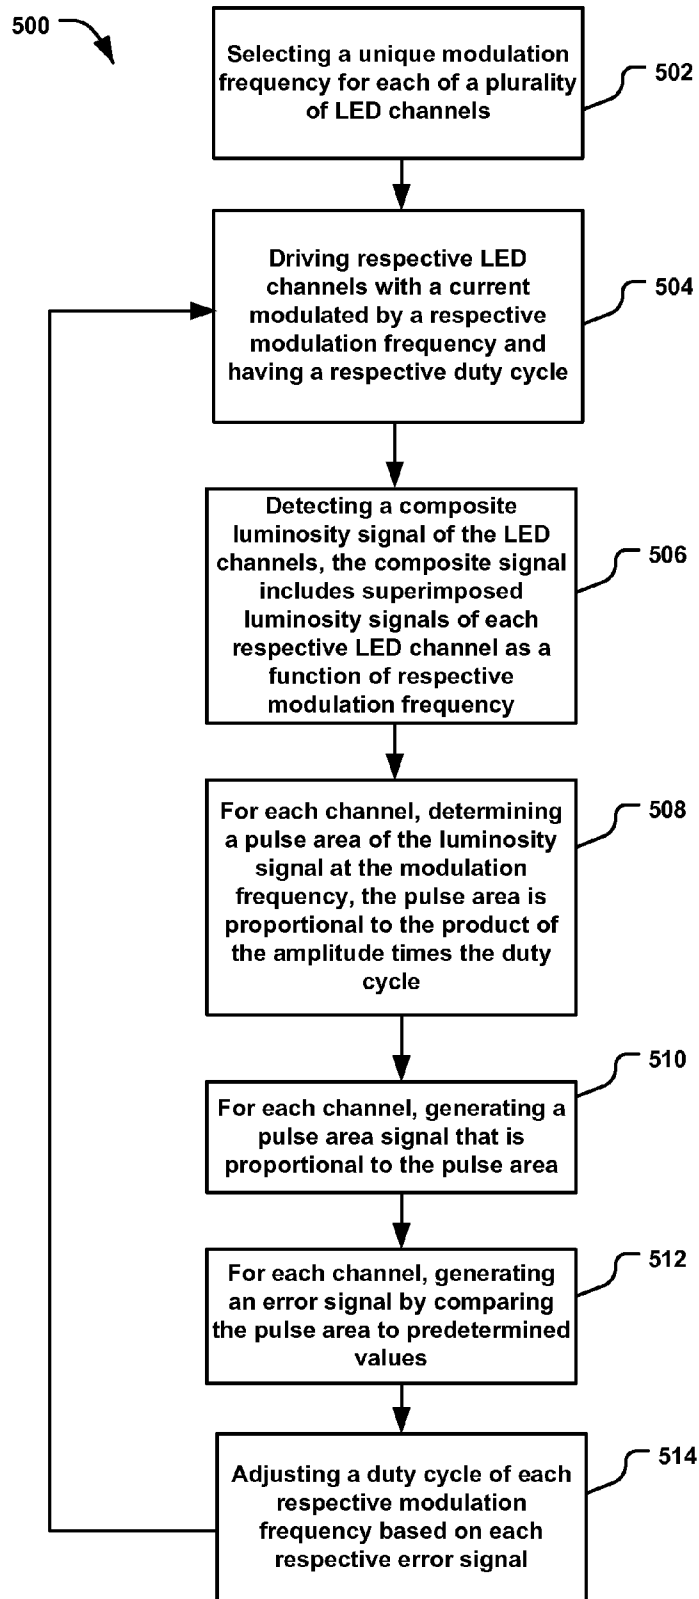 500
Selecting a unique modulation
frequency for each of a plurality
of LED channels
502
Driving respective LED
channels with a current
modulated by a respective
modulation frequency and
having a respective duty cycle
504
Detecting a composite
luminosity signal of the LED
channels, the composite signal
includes superimposed
luminosity signals of each
respective LED channel as a
function of respective
modulation frequency
506
For each channel, determining
a pulse area of the luminosity
signal at the modulation
frequency, the pulse area is
proportional to the product of
the amplitude times the duty
cycle
508
For each channel, generating a
pulse area signal that is
proportional to the pulse area
510
For each channel, generating
an error signal by comparing
the pulse area to predetermined
values
512
Adjusting a duty cycle of each
respective modulation
frequency based on each
respective error signal
514